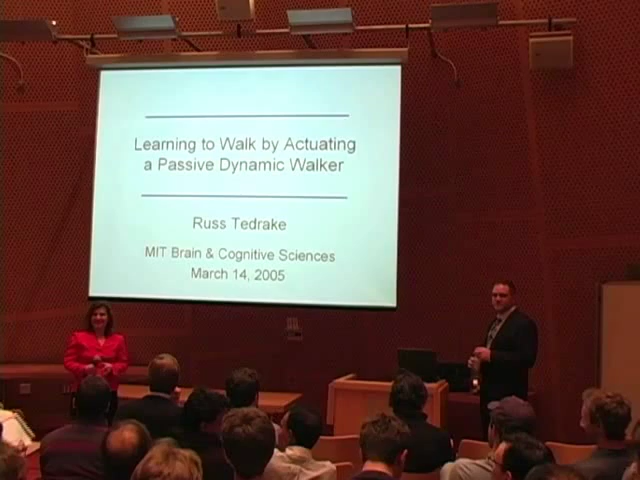 Learning to Walk by Actuating
a Passive Dynamic Walker
Russ Tedrake
MIT Brain & Cognitive Sciences
March 14, 2005